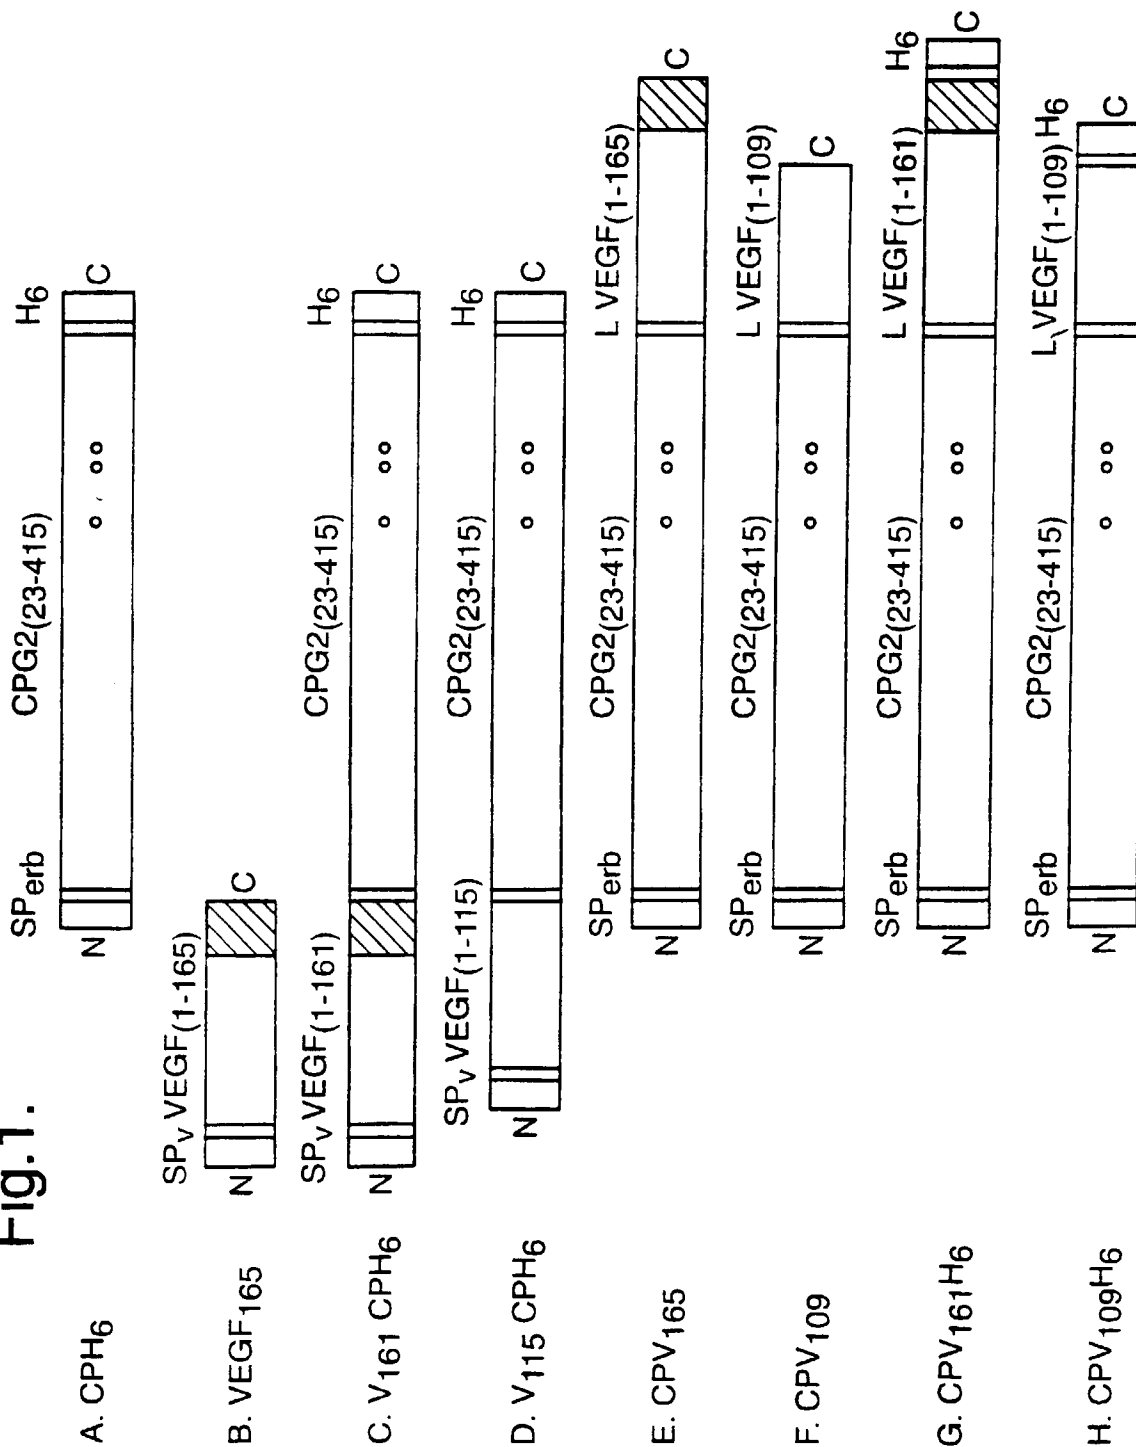 Fig.1.
A. CPH6
SPerb CPG2(23-415) H6
N C
B. VEGF165
SPv VEGF(1-165)
N C
C. V161 CPH6
SPv VEGF(1-161) CPG2(23-415) H6
N C
D. V115 CPH6
SPv VEGF(1-115) CPG2(23-415) H6
N C
E. CPV165
SPerb CPG2(23-415) L VEGF(1-165)
N C
F. CPV109
SPerb CPG2(23-415) L VEGF(1-109)
N C
G. CPV161H6
SPerb CPG2(23-415) L VEGF(1-161) H6
N C
H. CPV109H6
SPerb CPG2(23-415) L VEGF(1-109) H6
N C